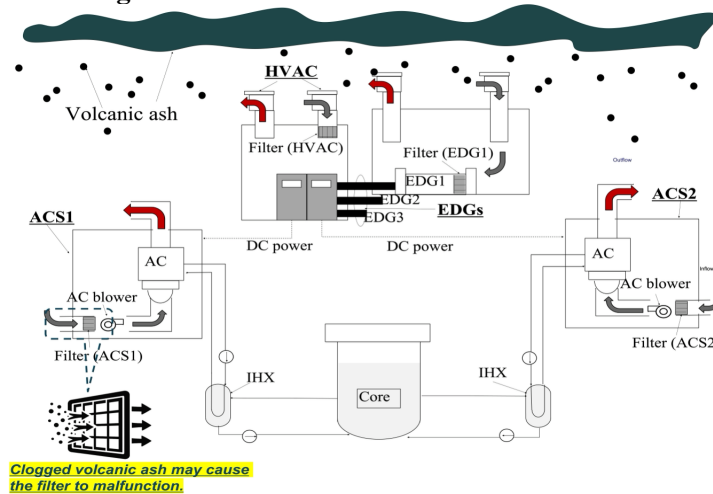 HVAC
Volcanic ash
Filter (HVAC)
Filter (EDG1)
Outflow
EDG1
EDG2
EDG3
EDGs
ACS1
ACS2
DC power
DC power
AC
AC
Inflow
AC blower
AC blower
Filter (ACS1)
Filter (ACS2
IHX
IHX
Core
Clogged volcanic ash may cause
the filter to malfunction.